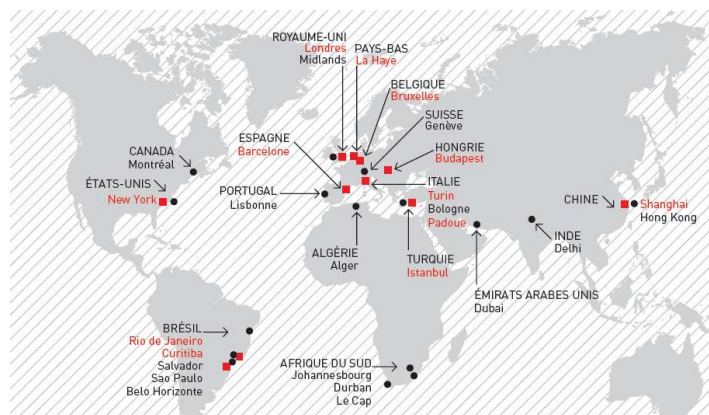 ROYAUME-UNI
Londres
Midlands
PAYS-BAS
La Haye
BELGIQUE
Bruxelles
SUISSE
Genève
ESPAGNE
Barcelone
HONGRIE
Budapest
CANADA
Montréal
ÉTATS-UNIS
New York
PORTUGAL
Lisbonne
ITALIE
Turin
Bologne
Padoue
CHINE
Shanghai
Hong Kong
INDE
Delhi
ALGÉRIE
Alger
TURQUIE
Istanbul
ÉMIRATS ARABES UNIS
Dubai
BRÉSIL
Rio de Janeiro
Curitiba
Salvador
Sao Paulo
Belo Horizonte
AFRIQUE DU SUD
Johannesbourg
Durban
Le Cap